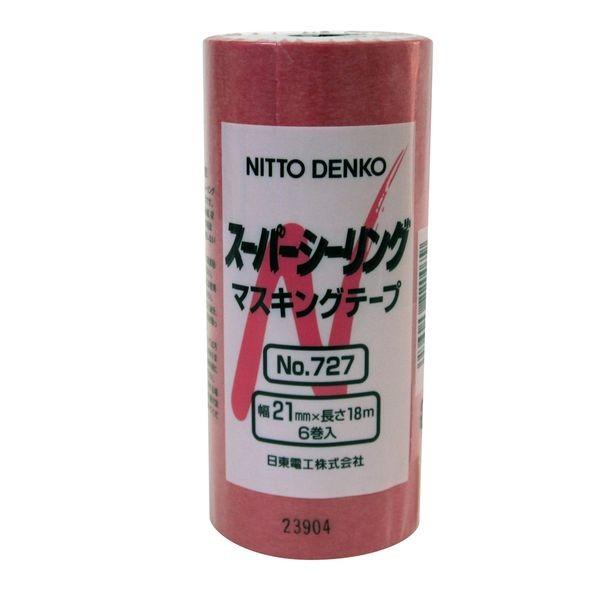 NITTO DENKO
スーパーシーリング
マスキングテープ
No.727
幅21mm×長さ18m
6巻入
日東電工株式会社
23904